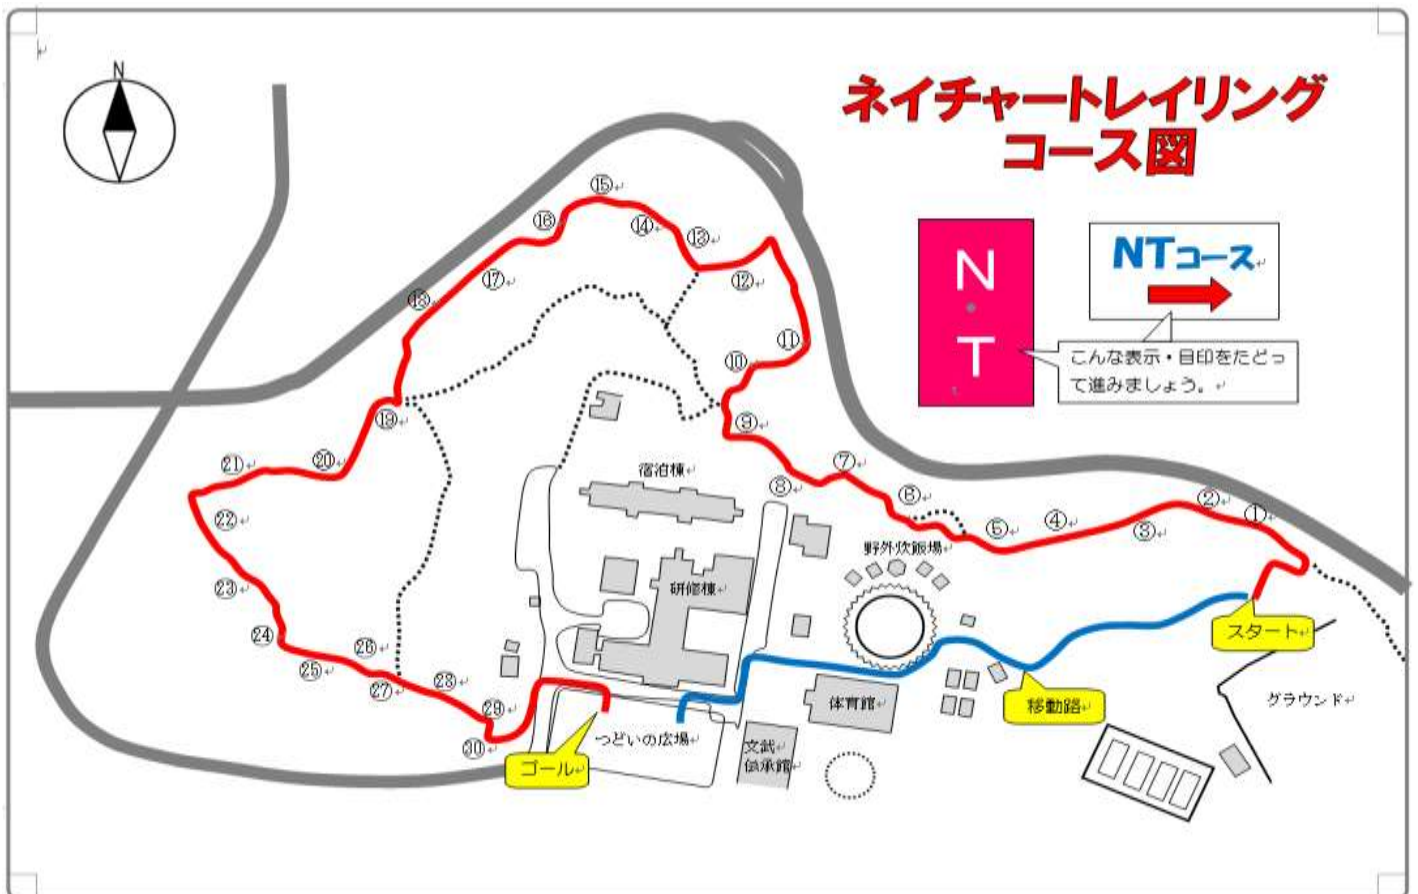 N
ネイチャートレイリング
コース図
N・T
NTコース
こんな表示・目印をたどっ
て進みましょう。
⑮
⑯
⑭
⑬
⑰
⑫
⑱
⑪
⑩
⑲
⑨
⑳
㉑
宿泊棟
⑦
⑧
⑥
②
①
㉒
⑤
④
③
野外炊飯場
㉓
研修棟
スタート
㉔
㉖
㉕
㉗
㉘
体育館
移動路
グラウンド
㉙
㉚
つどいの広場
文武
伝承館
ゴール